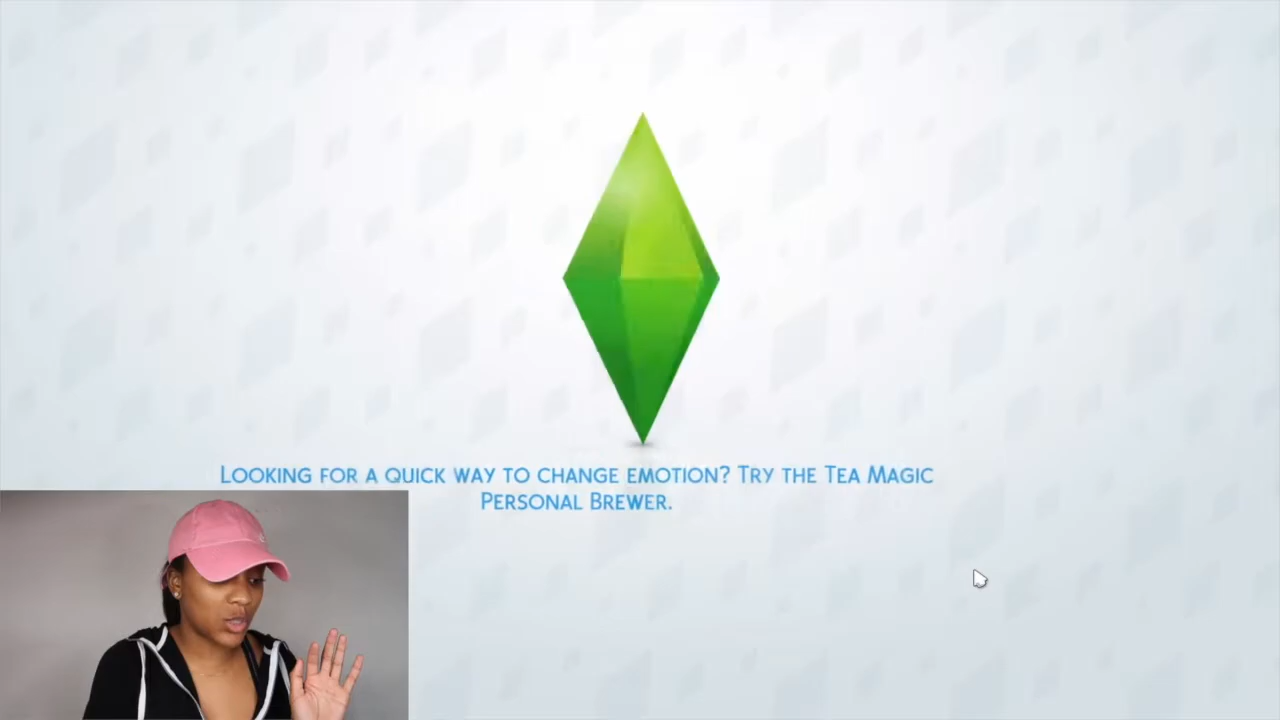 Looking for a quick way to change emotion? Try the Tea Magic
Personal Brewer.